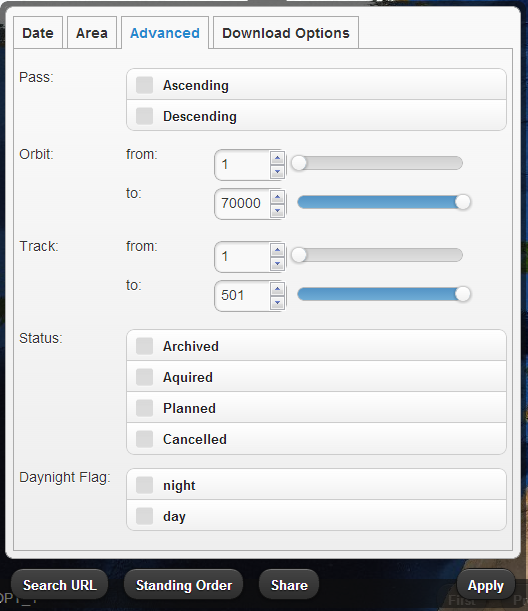 Date Area Advanced Download Options
Pass:
Ascending
Descending
Orbit: from: 1
to: 70000
Track: from: 1
to: 501
Status:
Archived
Aquired
Planned
Cancelled
Daynight Flag:
night
day
Search URL Standing Order Share Apply
First